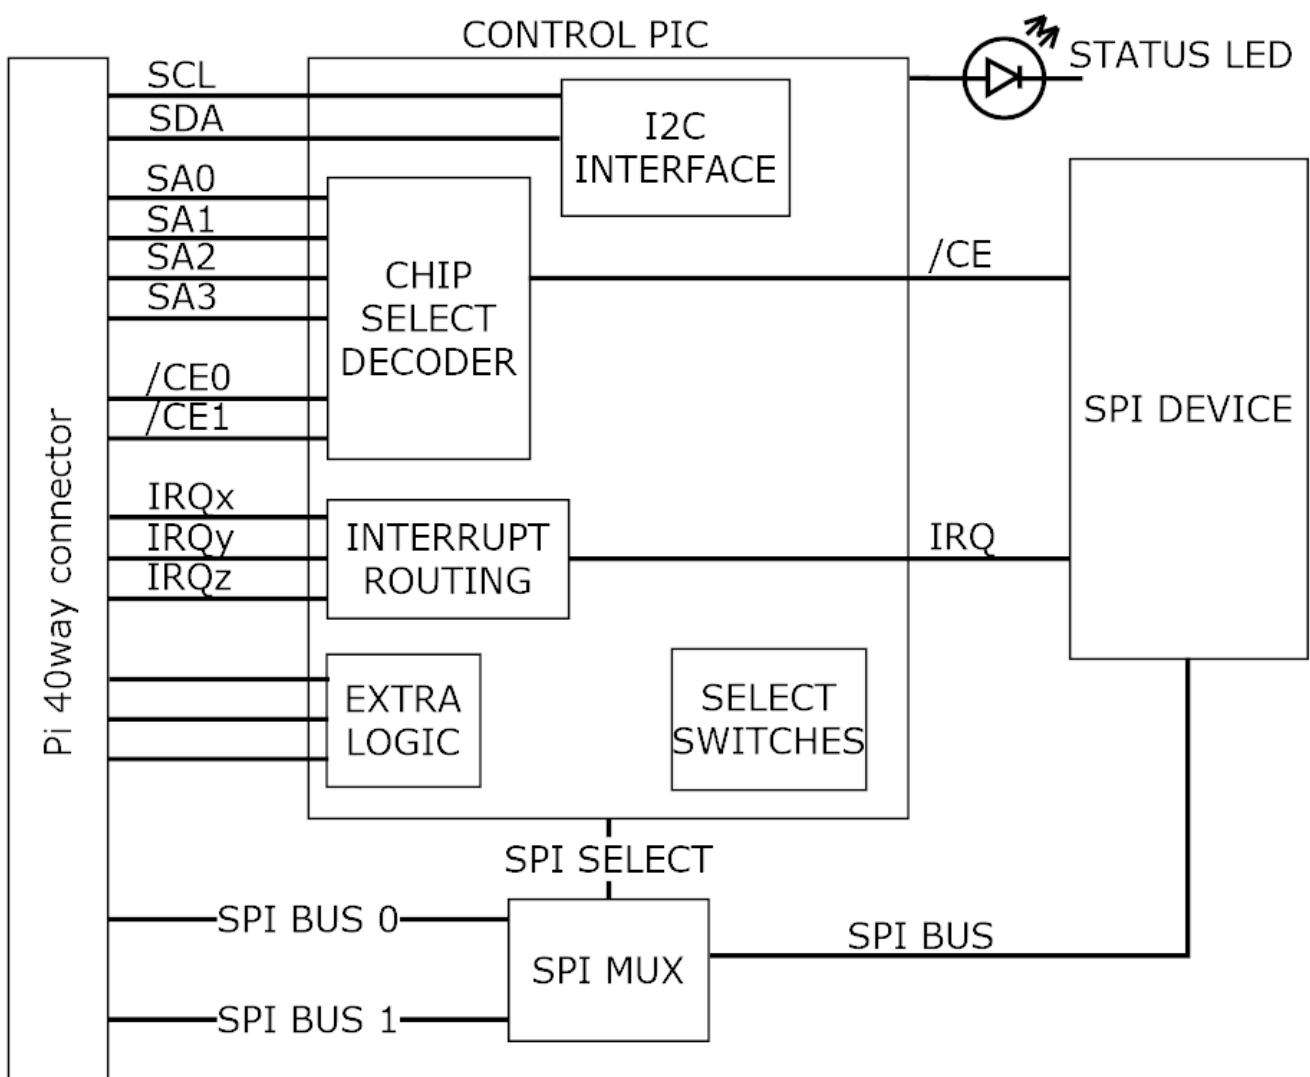 CONTROL PIC
STATUS LED
SCL
SDA
I2C
INTERFACE
SA0
SA1
SA2
SA3
/CE0
/CE1
CHIP
SELECT
DECODER
/CE
SPI DEVICE
Pi 40way connector
IRQx
IRQy
IRQz
INTERRUPT
ROUTING
IRQ
EXTRA
LOGIC
SELECT
SWITCHES
SPI SELECT
SPI BUS 0
SPI BUS 1
SPI MUX
SPI BUS